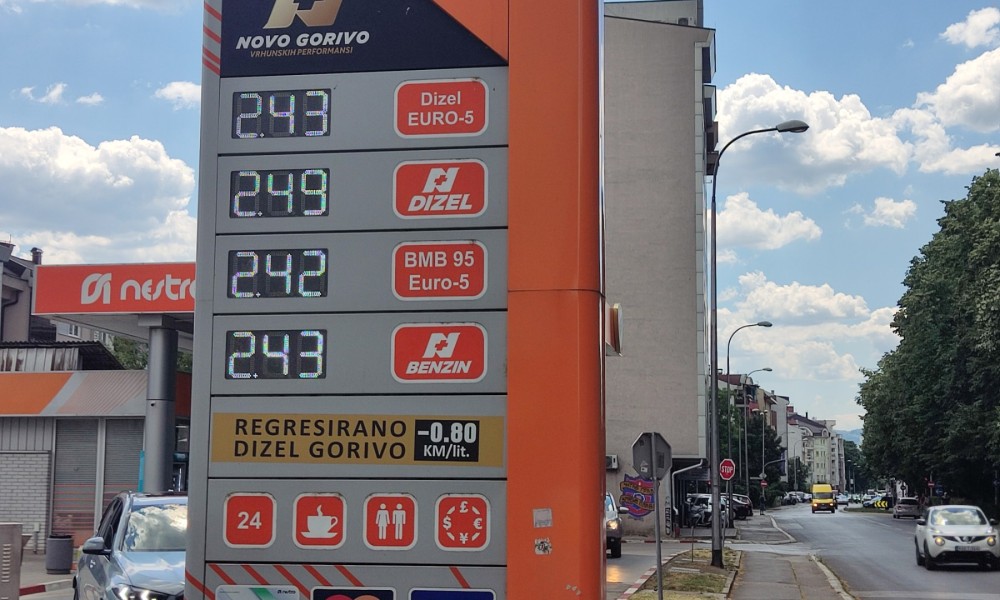 NOVO GORIVO
VRHUNSKIH PERFORMANSI
2.43
Dizel
EURO-5
2.49
DIZEL
2.42
BMB 95
Euro-5
2.43
BENZIN
REGRESIRANO
DIZEL GORIVO
-0.80
KM/lit.
24
$ £ € ¥
nestro
STOP